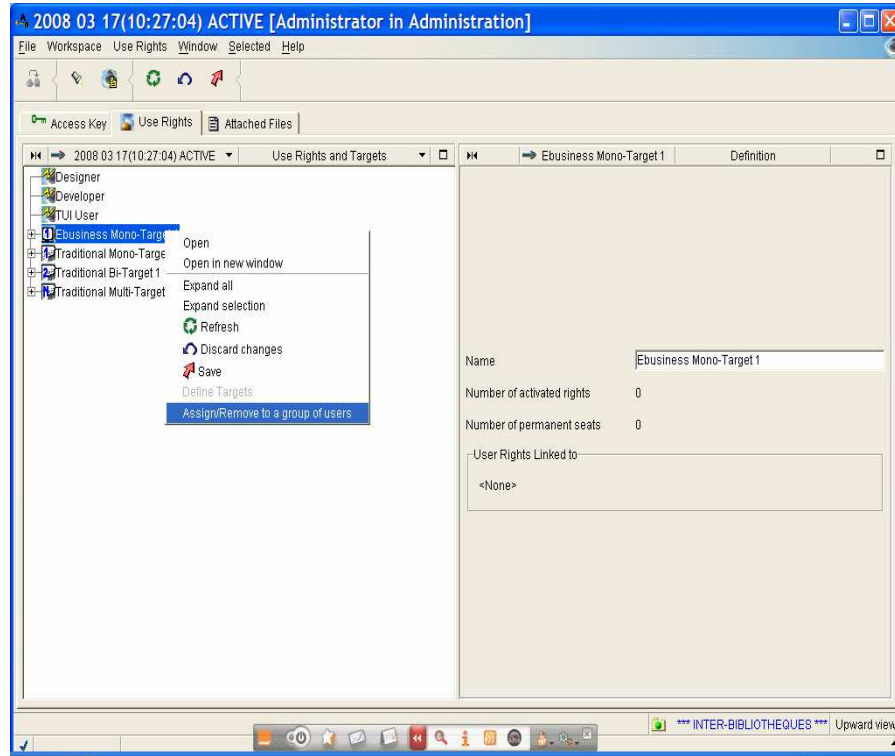 2008 03 17(10:27:04) ACTIVE [Administrator in Administration]
File Workspace Use Rights Window Selected Help
Access Key Use Rights Attached Files
2008 03 17(10:27:04) ACTIVE Use Rights and Targets
Ebusiness Mono-Target 1 Definition
Designer
Developer
TUI User
Ebusiness Mono-Targe
Traditional Mono-Targe
Traditional Bi-Target 1
Traditional Multi-Target
Open
Open in new window
Expand all
Expand selection
Refresh
Discard changes
Save
Define Targets
Assign/Remove to a group of users
Name Ebusiness Mono-Target 1
Number of activated rights 0
Number of permanent seats 0
User Rights Linked to
<None>
*** INTER-BIBLIOTHEQUES *** Upward view